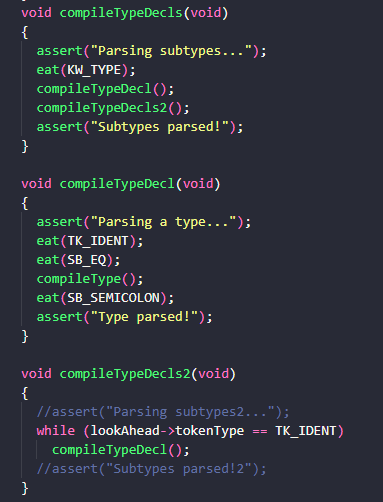 void compileTypeDecls(void)
{
  assert("Parsing subtypes...");
  eat(KW_TYPE);
  compileTypeDecl();
  compileTypeDecls2();
  assert("Subtypes parsed!");
}

void compileTypeDecl(void)
{
  assert("Parsing a type...");
  eat(TK_IDENT);
  eat(SB_EQ);
  compileType();
  eat(SB_SEMICOLON);
  assert("Type parsed!");
}

void compileTypeDecls2(void)
{
  //assert("Parsing subtypes2...");
  while (lookAhead->tokenType == TK_IDENT)
    compileTypeDecl();
  //assert("Subtypes parsed!2");
}